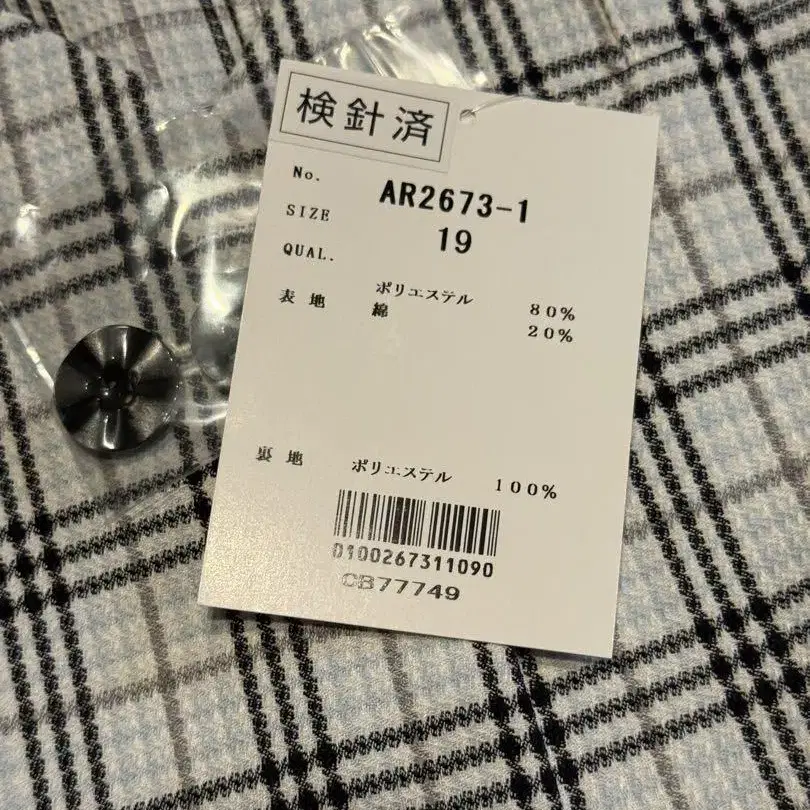 検針済
No. AR2673-1
SIZE 19
QUAL.
表地 ポリエステル 80%
綿 20%
裏地 ポリエステル 100%
0100267311090
CB77749